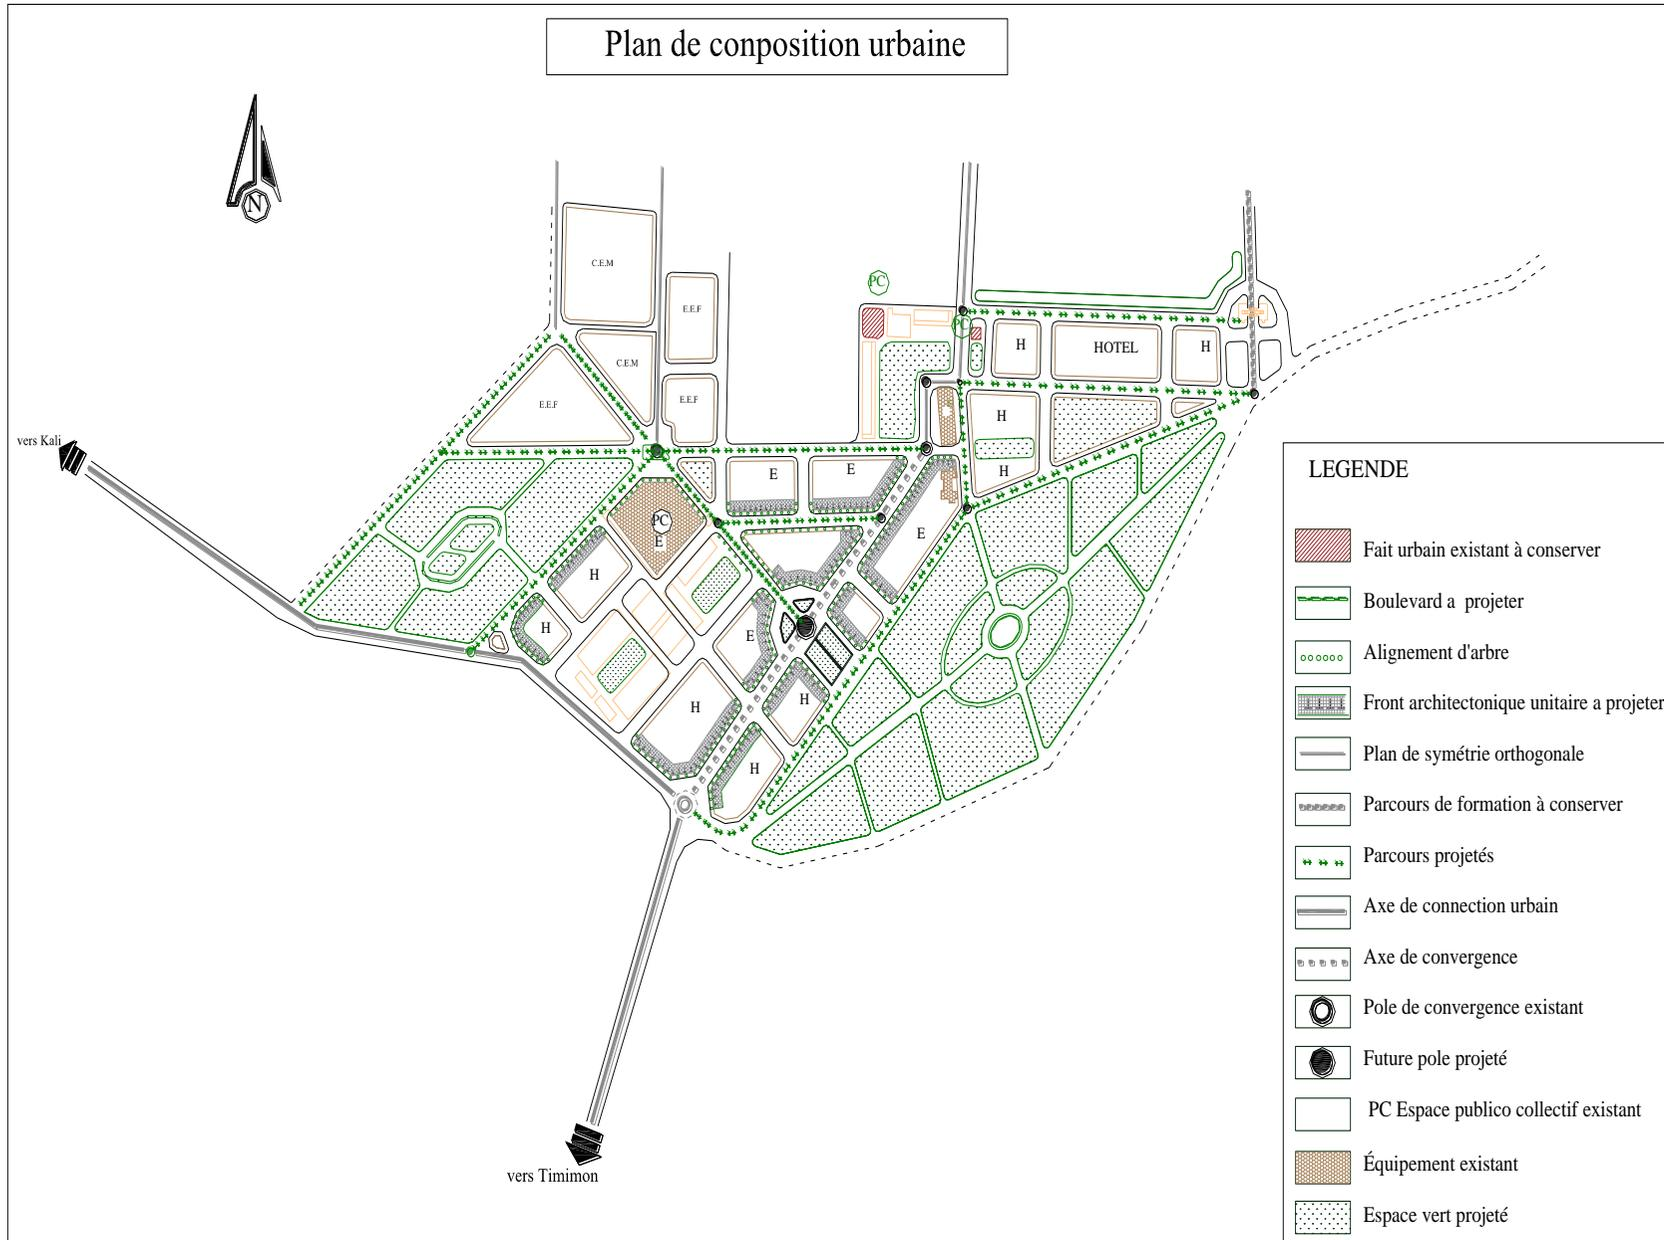 Plan de conposition urbaine
N
C.E.M
E.E.F
PC
PC
C.E.M
H
HOTEL
H
E.E.F
E.E.F
H
vers Kali
E
E
H
PC
E
E
H
H
E
H
H
H
vers Timimon
LEGENDE
Fait urbain existant à conserver
Boulevard a projeter
Alignement d'arbre
Front architectonique unitaire a projeter
Plan de symétrie orthogonale
Parcours de formation à conserver
Parcours projetés
Axe de connection urbain
Axe de convergence
Pole de convergence existant
Future pole projeté
PC Espace publico collectif existant
Équipement existant
Espace vert projeté